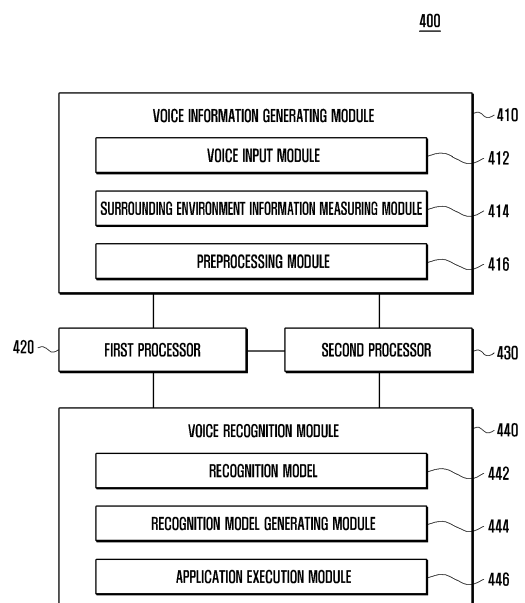 400
VOICE INFORMATION GENERATING MODULE
410
VOICE INPUT MODULE
412
SURROUNDING ENVIRONMENT INFORMATION MEASURING MODULE
414
PREPROCESSING MODULE
416
420
FIRST PROCESSOR
SECOND PROCESSOR
430
VOICE RECOGNITION MODULE
440
RECOGNITION MODEL
442
RECOGNITION MODEL GENERATING MODULE
444
APPLICATION EXECUTION MODULE
446